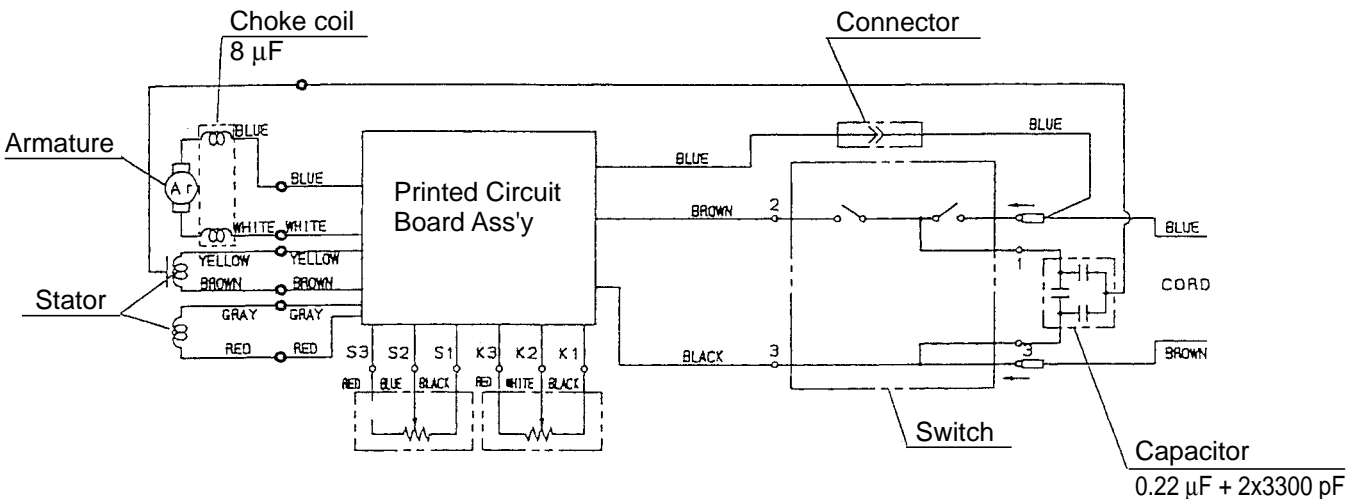 Choke coil
8 μF
Connector
BLUE
BLUE
Armature
Ar
BLUE
BLUE
Printed Circuit
Board Ass'y
BROWN
2
WHITE
WHITE
BLUE
YELLOW
YELLOW
1
BROWN
BROWN
CORD
Stator
GRAY
GRAY
RED
RED
S3
S2
S1
K3
K2
K1
BLACK
3
3
BROWN
RED
BLUE
BLACK
RED
WHITE
BLACK
Switch
Capacitor
0.22 μF + 2x3300 pF